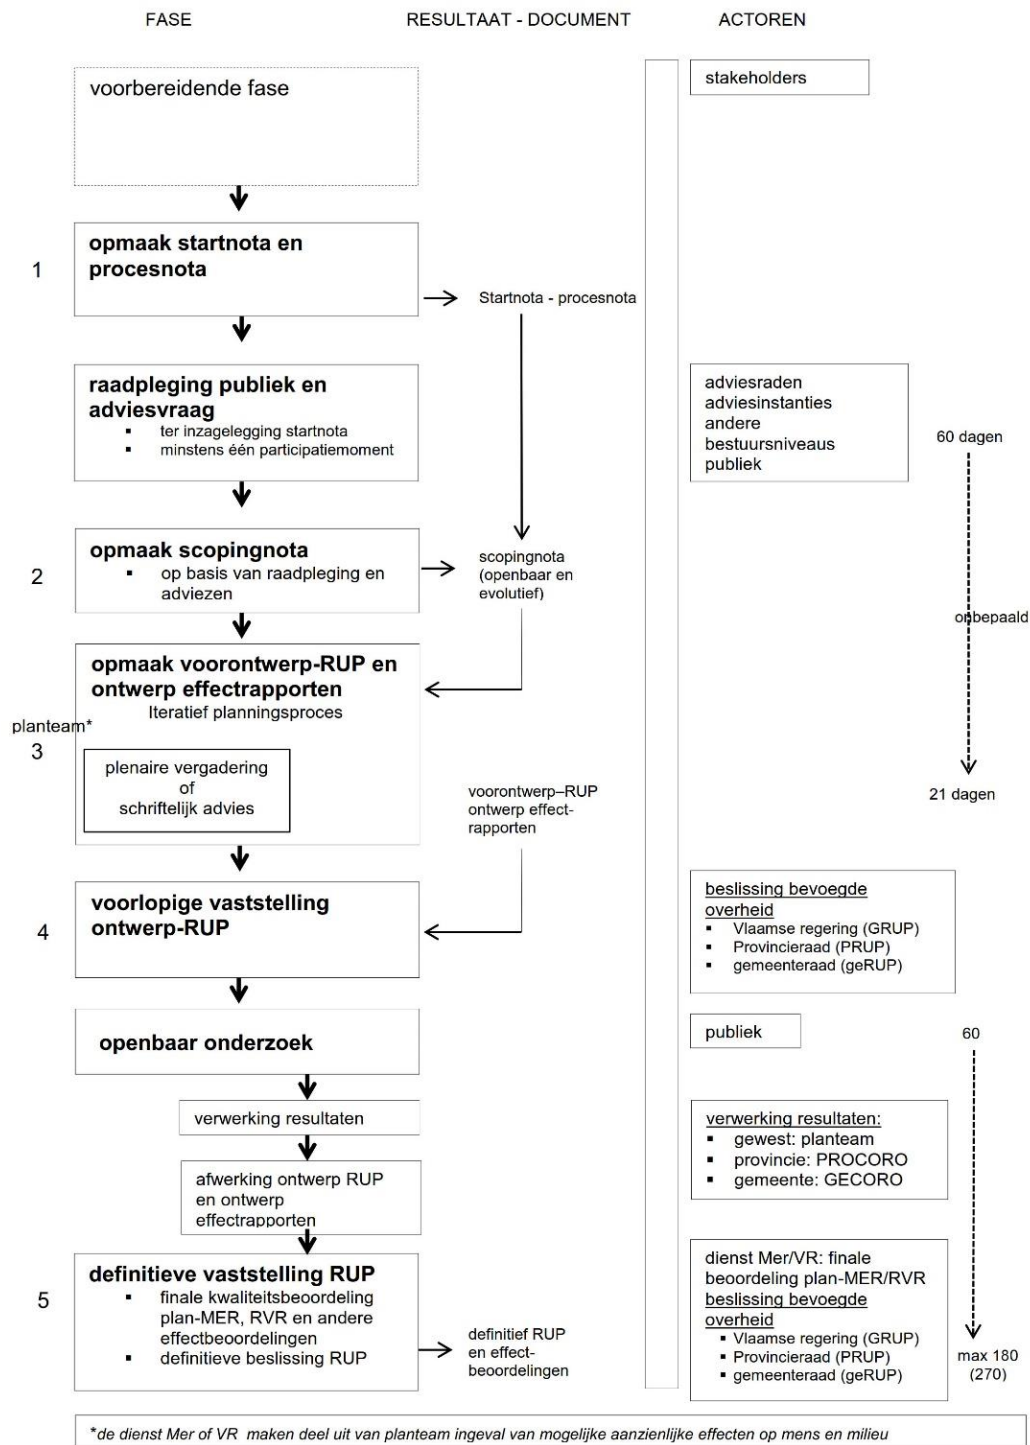 FASE RESULTAAT - DOCUMENT ACTOREN
voorbereidende fase
stakeholders
1
opmaak startnota en
procesnota
Startnota - procesnota
raadpleging publiek en
adviesvraag
▪ ter inzagelegging startnota
▪ minstens één participatiemoment
adviesraden
adviesinstanties
andere
bestuursniveaus
publiek
60 dagen
2
opmaak scopingnota
▪ op basis van raadpleging en
adviezen
scopingnota
(openbaar en
evolutief)
onbepaald
opmaak voorontwerp-RUP en
ontwerp effectrapporten
Iteratief planningsproces
planteam*
3
plenaire vergadering
of
schriftelijk advies
voorontwerp–RUP
ontwerp effect-
rapporten
21 dagen
4
voorlopige vaststelling
ontwerp-RUP
beslissing bevoegde
overheid
▪ Vlaamse regering (GRUP)
▪ Provincieraad (PRUP)
▪ gemeenteraad (geRUP)
openbaar onderzoek
publiek
60
verwerking resultaten
verwerking resultaten:
▪ gewest: planteam
▪ provincie: PROCORO
▪ gemeente: GECORO
afwerking ontwerp RUP
en ontwerp
effectrapporten
5
definitieve vaststelling RUP
▪ finale kwaliteitsbeoordeling
plan-MER, RVR en andere
effectbeoordelingen
▪ definitieve beslissing RUP
definitief RUP
en effect-
beoordelingen
dienst Mer/VR: finale
beoordeling plan-MER/RVR
beslissing bevoegde
overheid
▪ Vlaamse regering (GRUP)
▪ Provincieraad (PRUP)
▪ gemeenteraad (geRUP)
max 180
(270)
*de dienst Mer of VR maken deel uit van planteam ingeval van mogelijke aanzienlijke effecten op mens en milieu